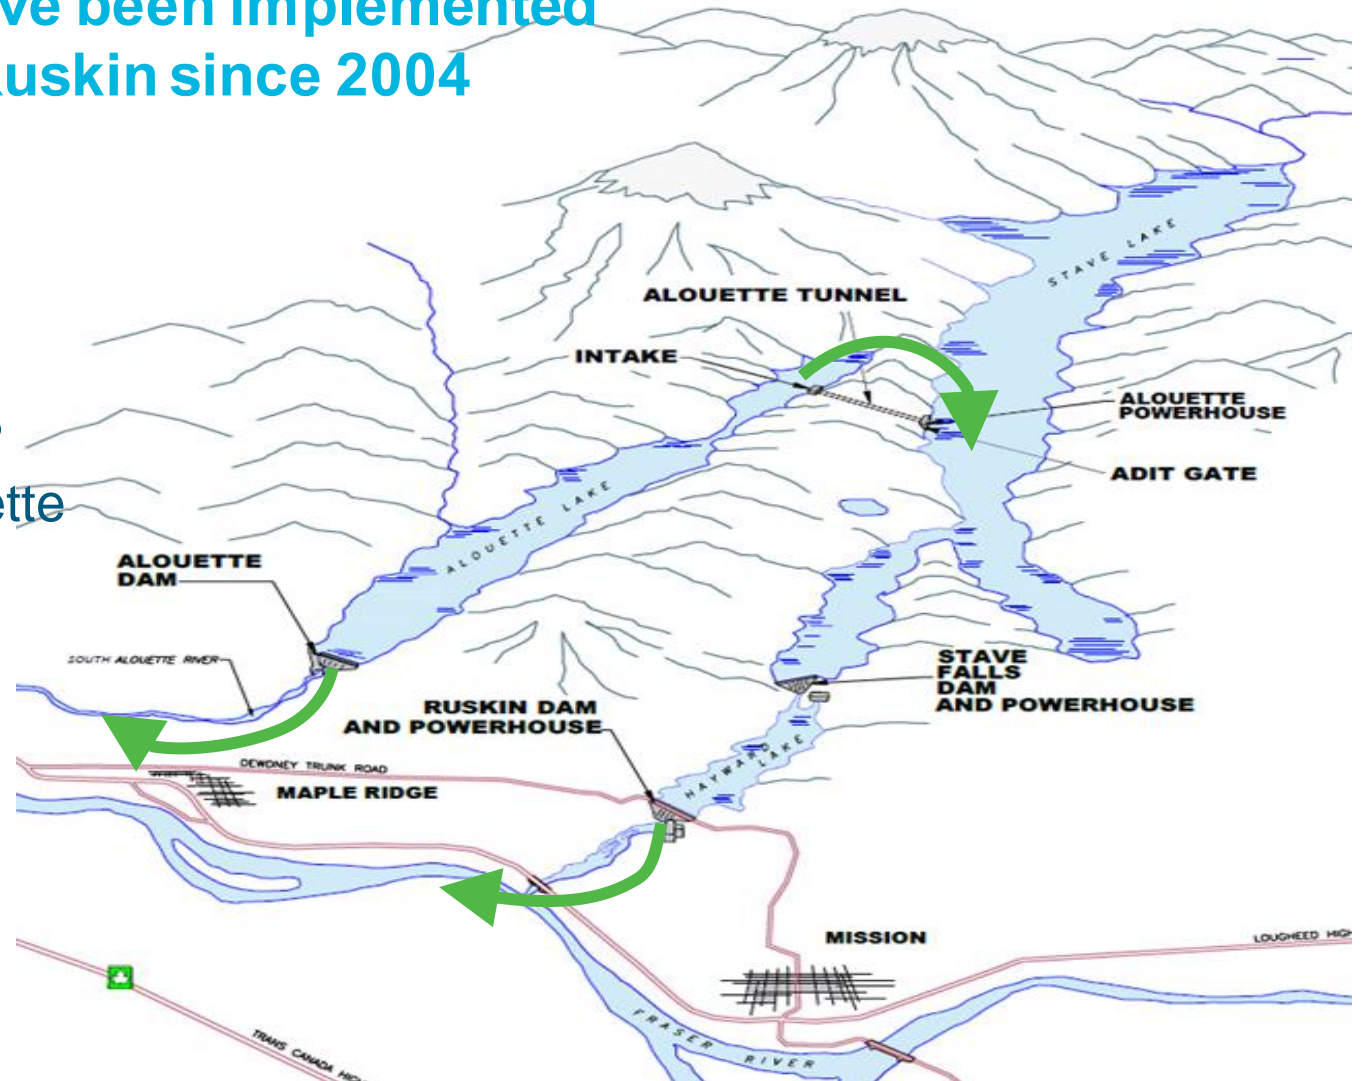 ve been implemented
Ruskin since 2004
STAVE LAKE
ALOUETTE TUNNEL
INTAKE
ALOUETTE
POWERHOUSE
ADIT GATE
ette
ALOUETTE LAKE
ALOUETTE
DAM
SOUTH ALOUETTE RIVER
STAVE
FALLS
DAM
AND POWERHOUSE
RUSKIN DAM
AND POWERHOUSE
HAYWARD
LAKE
DEWDNEY TRUNK ROAD
MAPLE RIDGE
MISSION
LOUGHEED HIGH
FRASER RIVER
TRANS CANADA HIGH